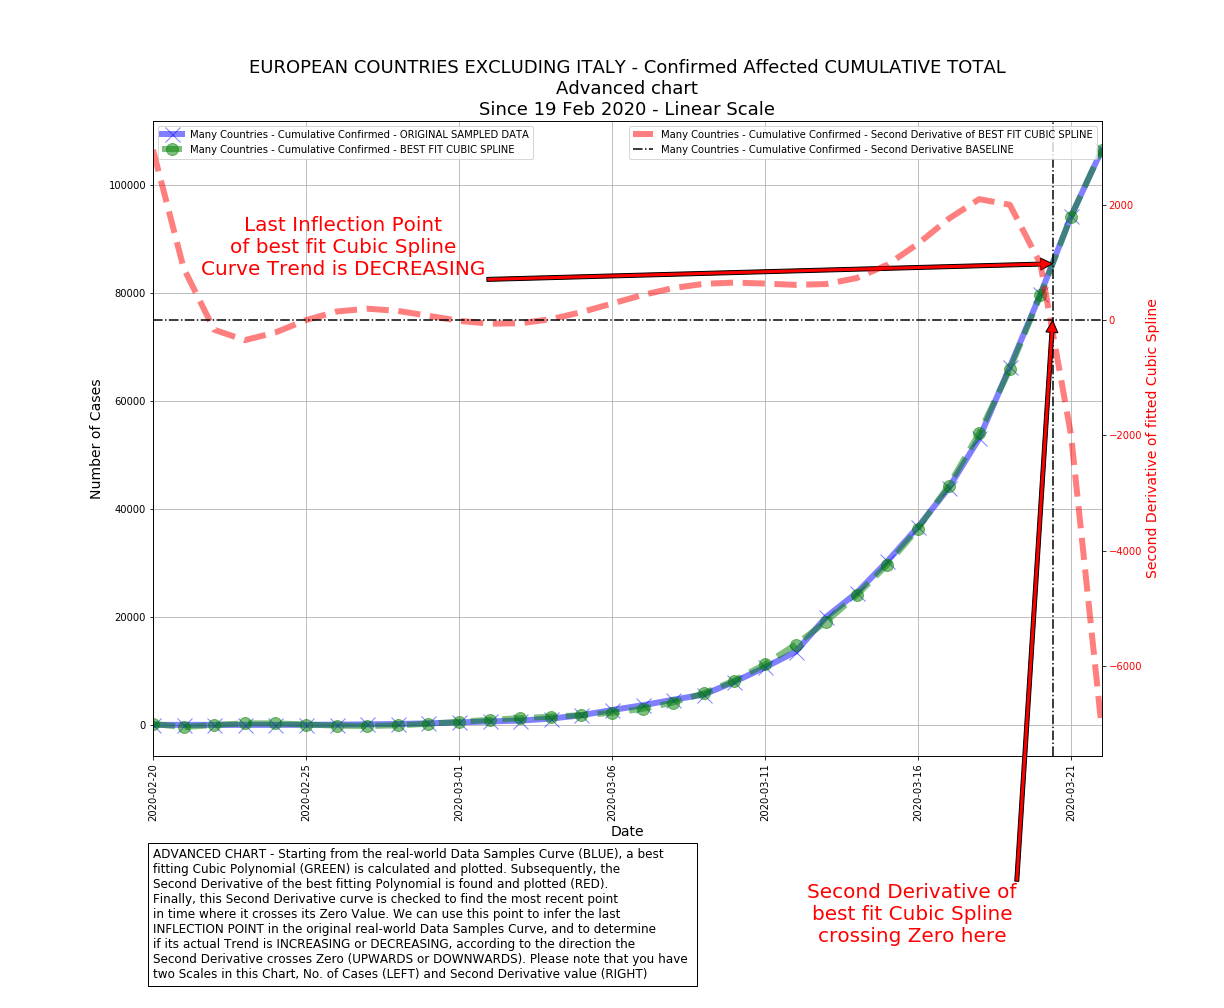 EUROPEAN COUNTRIES EXCLUDING ITALY - Confirmed Affected CUMULATIVE TOTAL
Advanced chart
Since 19 Feb 2020 - Linear Scale
Many Countries - Cumulative Confirmed - ORIGINAL SAMPLED DATA
Many Countries - Cumulative Confirmed - BEST FIT CUBIC SPLINE
Many Countries - Cumulative Confirmed - Second Derivative of BEST FIT CUBIC SPLINE
Many Countries - Cumulative Confirmed - Second Derivative BASELINE
Last Inflection Point
of best fit Cubic Spline
Curve Trend is DECREASING
Number of Cases
100000
80000
60000
40000
20000
0
2000
0
−2000
−4000
−6000
Second Derivative of fitted Cubic Spline
2020-02-20
2020-02-25
2020-03-01
2020-03-06
2020-03-11
2020-03-16
2020-03-21
Date
ADVANCED CHART - Starting from the real-world Data Samples Curve (BLUE), a best
fitting Cubic Polynomial (GREEN) is calculated and plotted. Subsequently, the
Second Derivative of the best fitting Polynomial is found and plotted (RED).
Finally, this Second Derivative curve is checked to find the most recent point
in time where it crosses its Zero Value. We can use this point to infer the last
INFLECTION POINT in the original real-world Data Samples Curve, and to determine
if its actual Trend is INCREASING or DECREASING, according to the direction the
Second Derivative crosses Zero (UPWARDS or DOWNWARDS). Please note that you have
two Scales in this Chart, No. of Cases (LEFT) and Second Derivative value (RIGHT)
Second Derivative of
best fit Cubic Spline
crossing Zero here